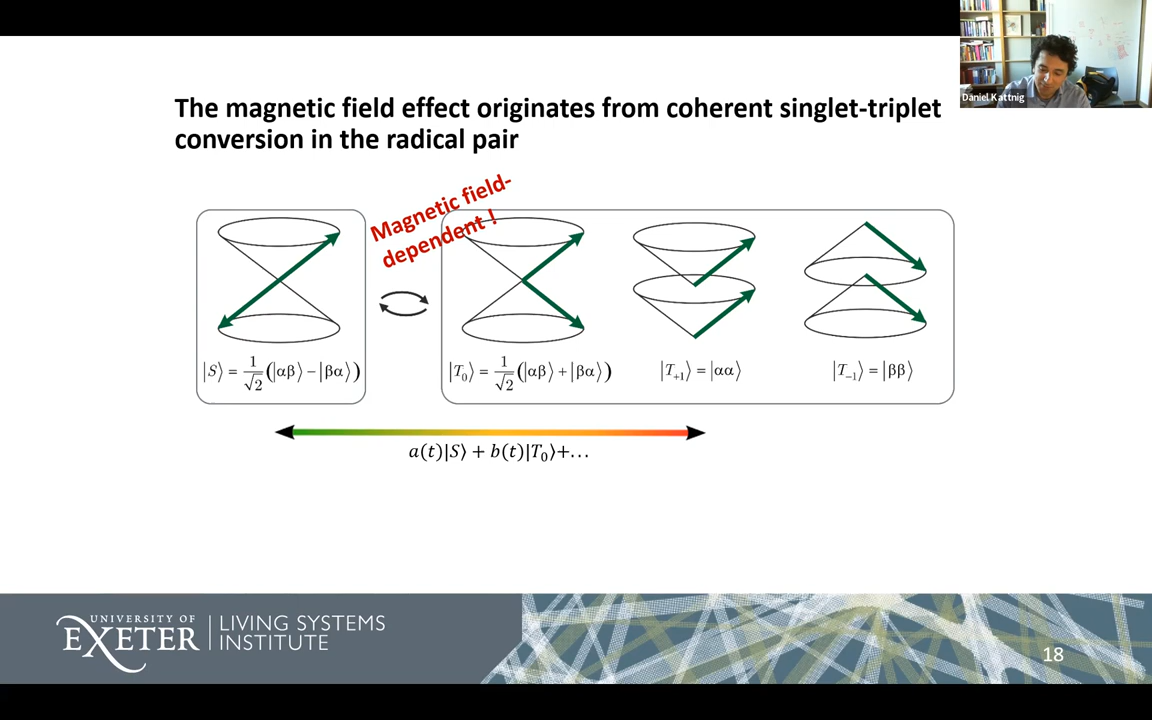 Daniel Kattnig
The magnetic field effect originates from coherent singlet-triplet
conversion in the radical pair
Magnetic field-
dependent !
|S⟩ = 1/√2 (|αβ⟩ − |βα⟩)
|T₀⟩ = 1/√2 (|αβ⟩ + |βα⟩)
|T₊₁⟩ = |αα⟩
|T₋₁⟩ = |ββ⟩
a(t)|S⟩ + b(t)|T₀⟩+…
UNIVERSITY OF
EXETER
LIVING SYSTEMS
INSTITUTE
18